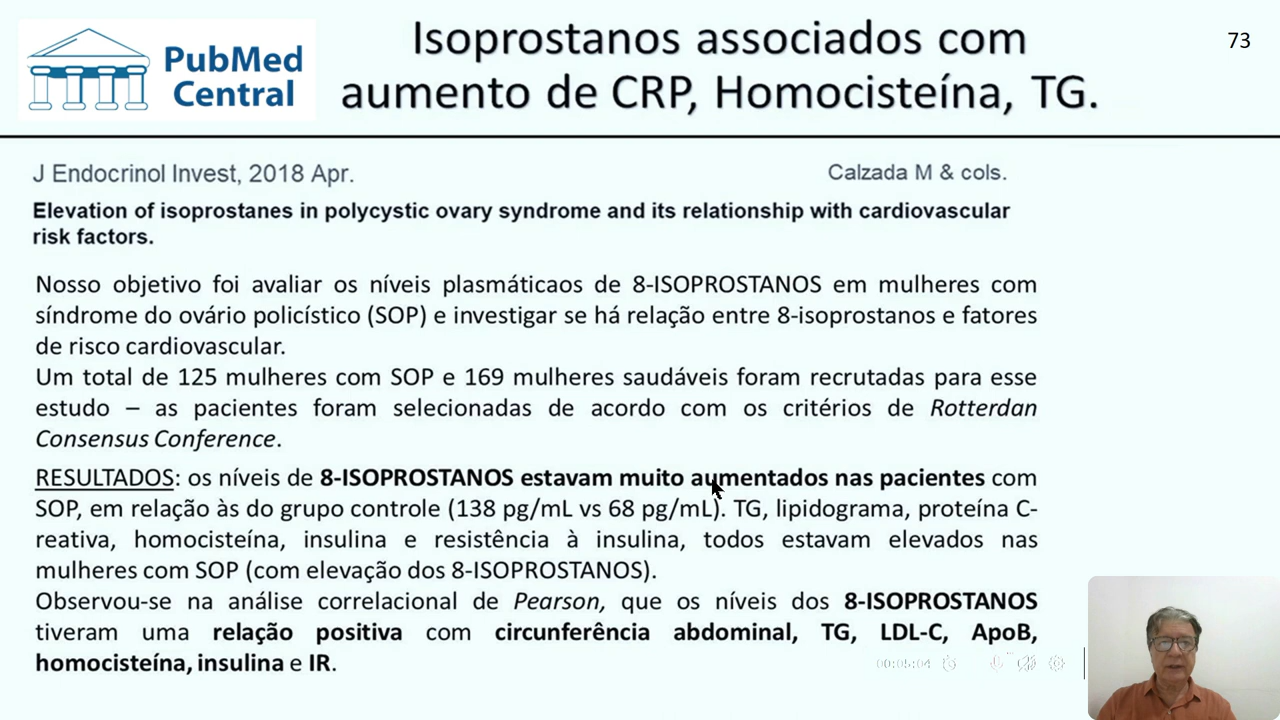 PubMed
Central
Isoprostanos associados com
aumento de CRP, Homocisteína, TG.
73
J Endocrinol Invest, 2018 Apr.
Calzada M & cols.
Elevation of isoprostanes in polycystic ovary syndrome and its relationship with cardiovascular
risk factors.
Nosso objetivo foi avaliar os níveis plasmáticaos de 8-ISOPROSTANOS em mulheres com
síndrome do ovário policístico (SOP) e investigar se há relação entre 8-isoprostanos e fatores
de risco cardiovascular.
Um total de 125 mulheres com SOP e 169 mulheres saudáveis foram recrutadas para esse
estudo – as pacientes foram selecionadas de acordo com os critérios de Rotterdan
Consensus Conference.
RESULTADOS: os níveis de 8-ISOPROSTANOS estavam muito aumentados nas pacientes com
SOP, em relação às do grupo controle (138 pg/mL vs 68 pg/mL). TG, lipidograma, proteína C-
reativa, homocisteína, insulina e resistência à insulina, todos estavam elevados nas
mulheres com SOP (com elevação dos 8-ISOPROSTANOS).
Observou-se na análise correlacional de Pearson, que os níveis dos 8-ISOPROSTANOS
tiveram uma relação positiva com circunferência abdominal, TG, LDL-C, ApoB,
homocisteína, insulina e IR.
00:05:04